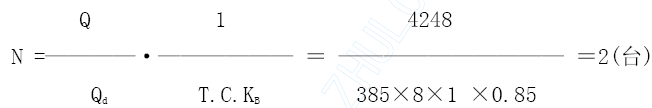 Q 1 4248
N = · = =2(台)
Qd T.C.KB 385×8×1 ×0.85